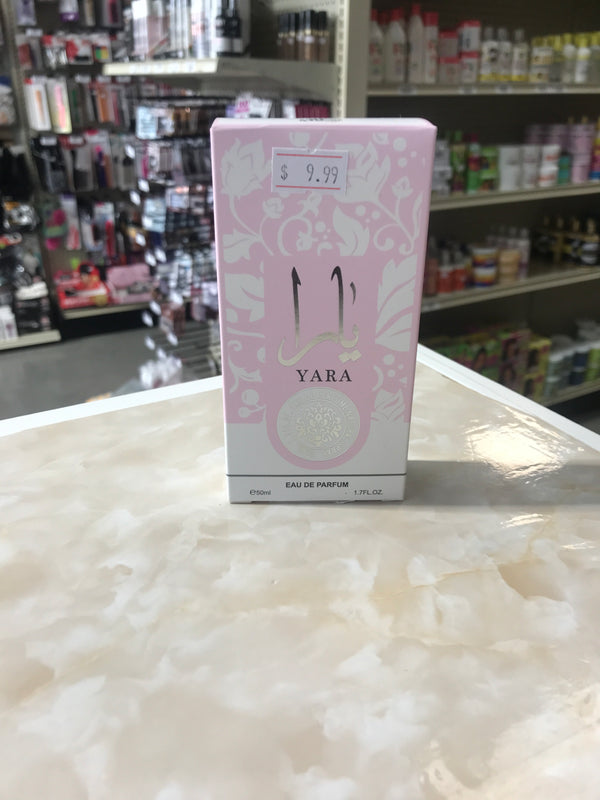 $ 9.99
يارا
YARA
EAU DE PARFUM
℮50ml 1.7FL.OZ.